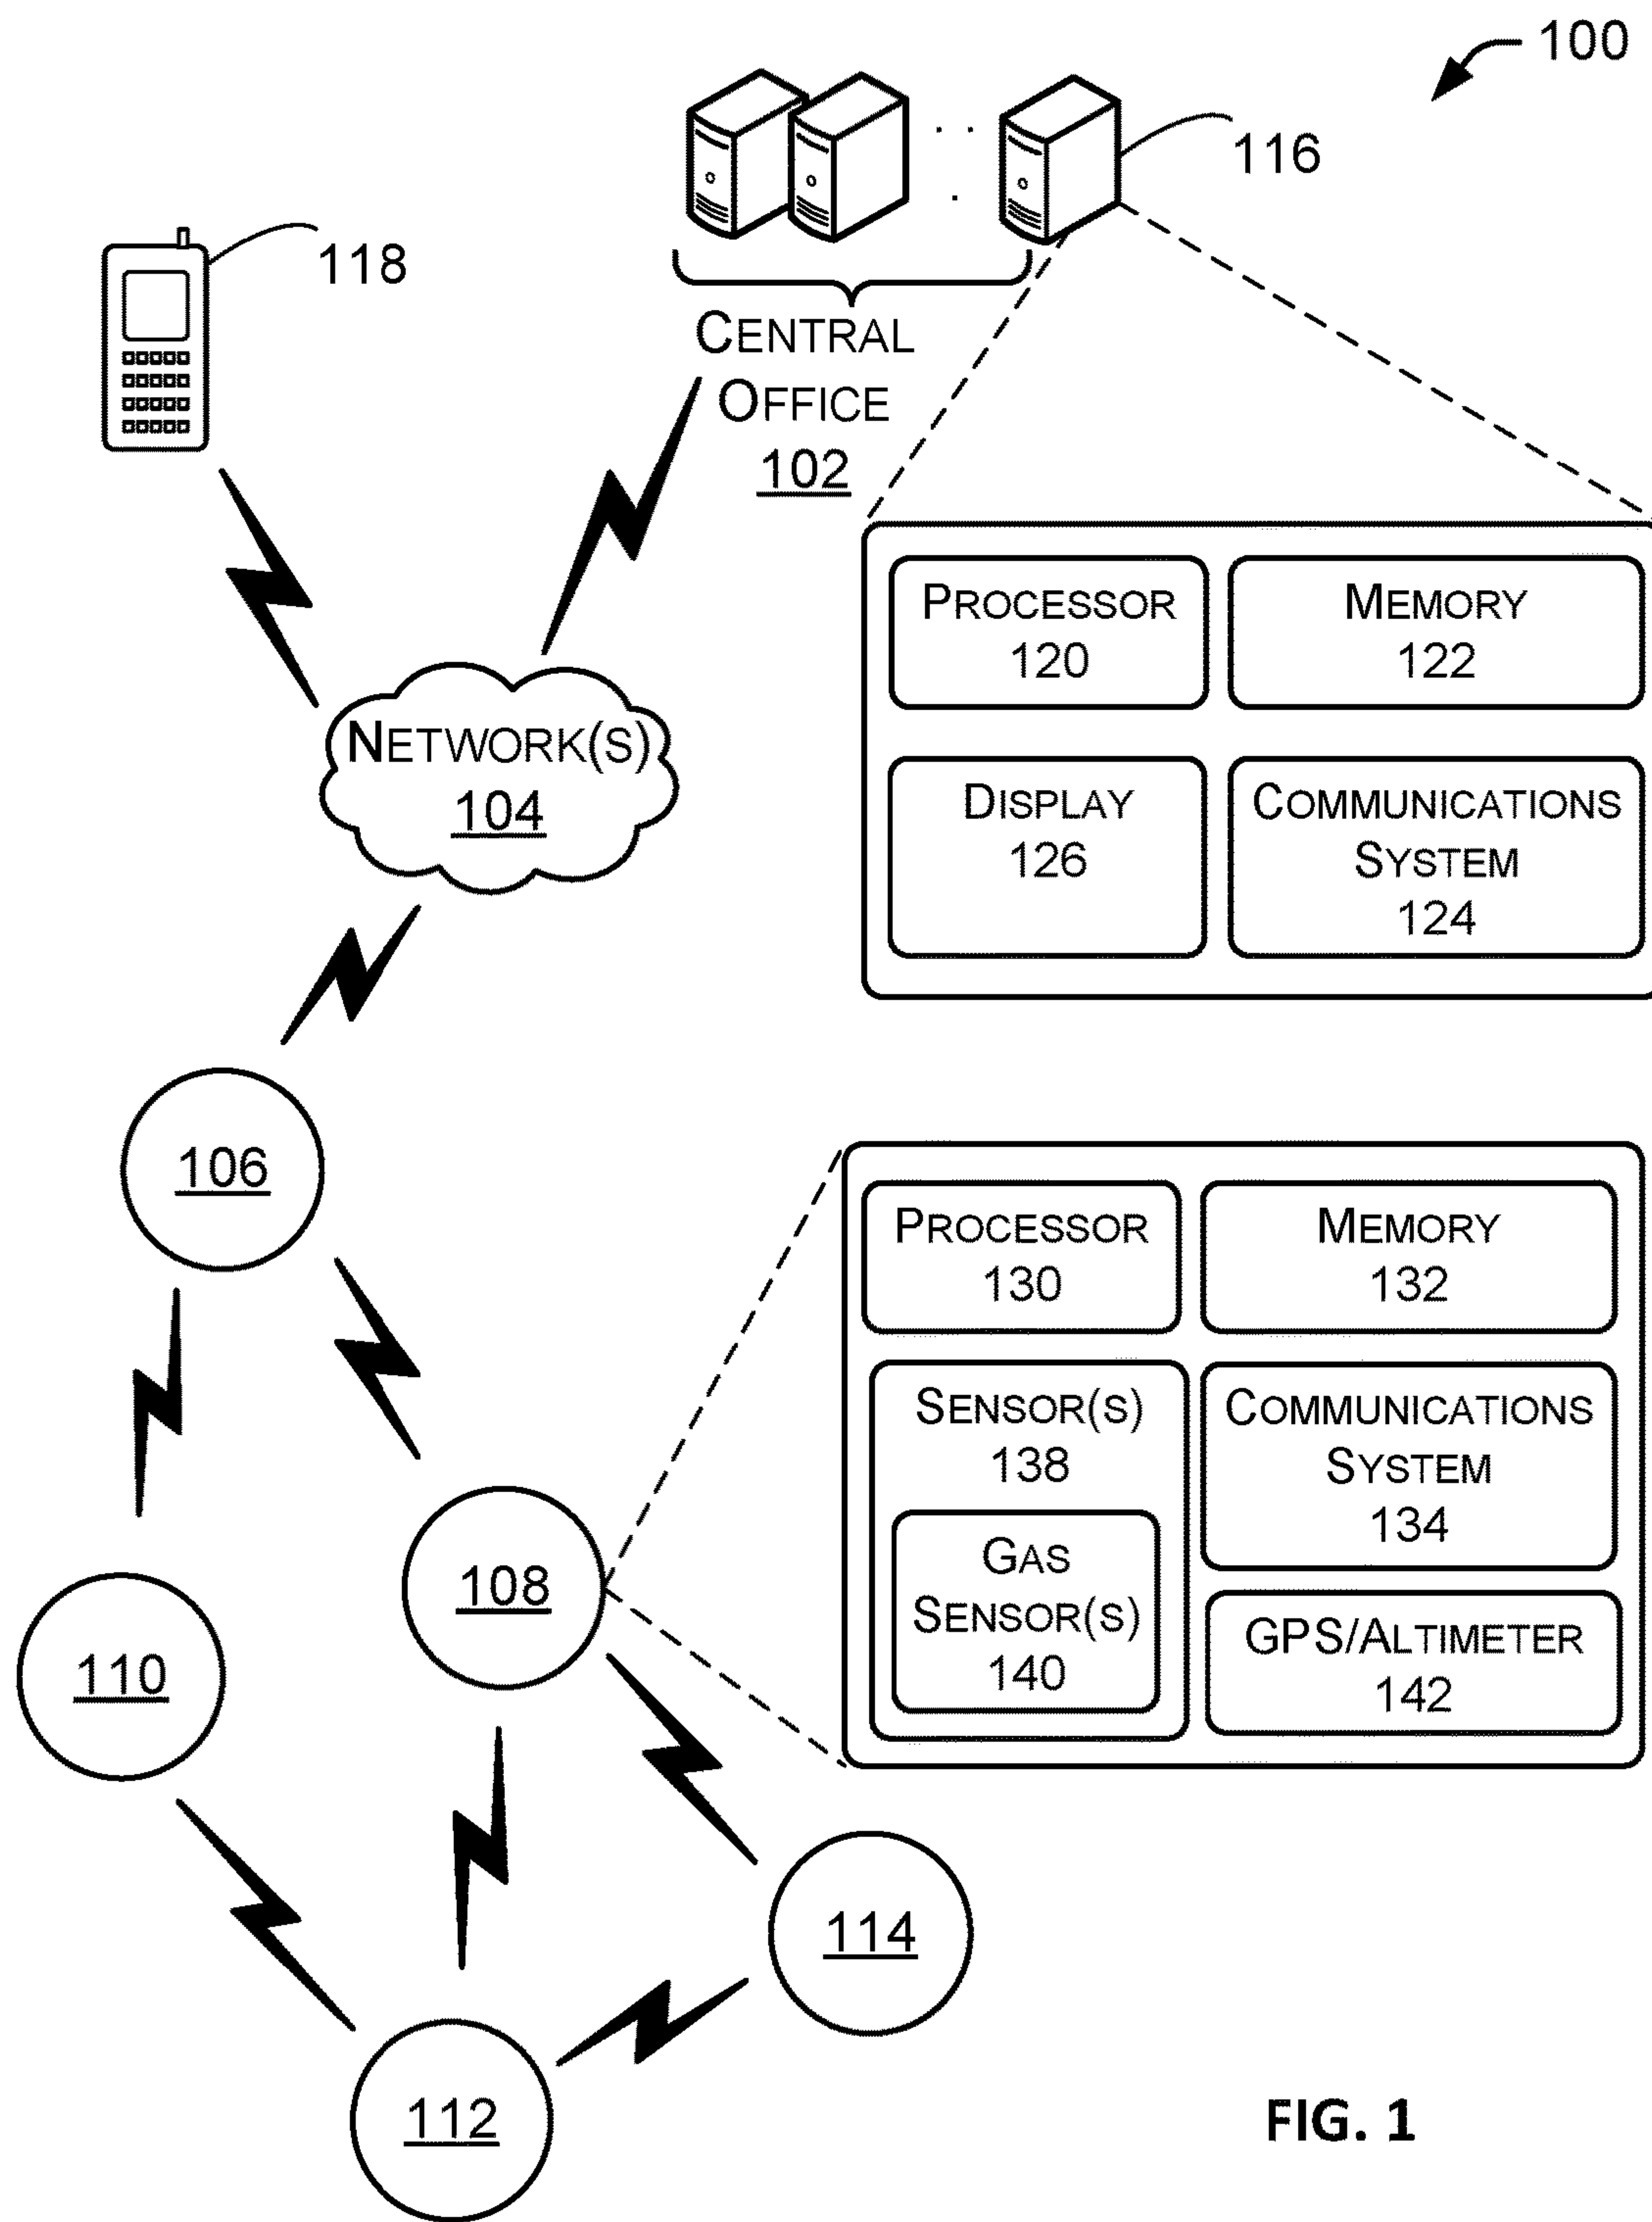 100
116
118
CENTRAL
OFFICE
102
PROCESSOR
120
MEMORY
122
NETWORK(S)
104
DISPLAY
126
COMMUNICATIONS
SYSTEM
124
106
PROCESSOR
130
MEMORY
132
SENSOR(S)
138
COMMUNICATIONS
SYSTEM
134
GAS
SENSOR(S)
140
GPS/ALTIMETER
142
108
110
114
112
FIG. 1